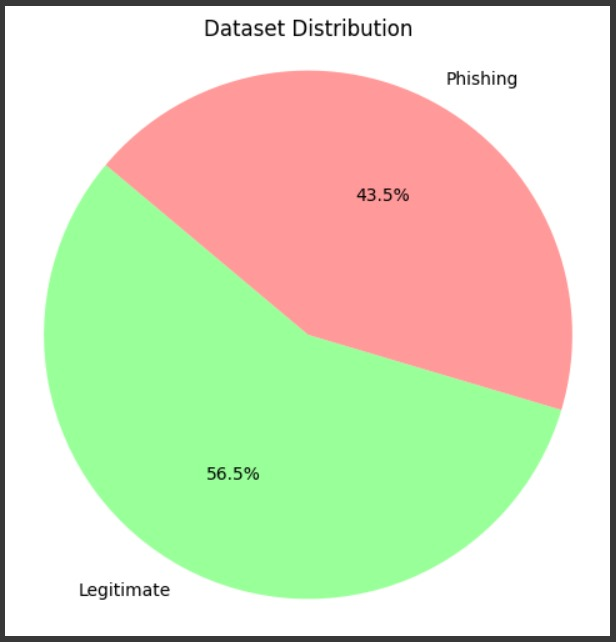 Dataset Distribution
Phishing
43.5%
56.5%
Legitimate